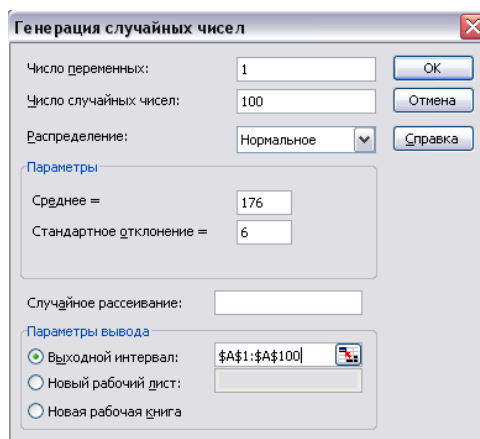 Генерация случайных чисел
Число переменных: 1 ОК
Число случайных чисел: 100 Отмена
Распределение: Нормальное Справка
Параметры
Среднее = 176
Стандартное отклонение = 6
Случайное рассеивание:
Параметры вывода
Выходной интервал: $A$1:$A$100
Новый рабочий лист:
Новая рабочая книга